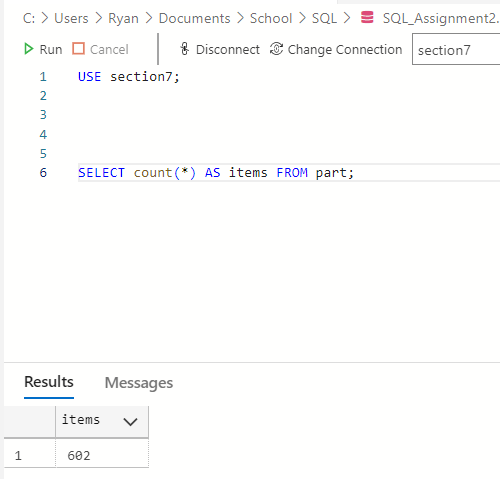 C: > Users > Ryan > Documents > School > SQL > SQL_Assignment2.
Run Cancel Disconnect Change Connection section7
1 USE section7;
2
3
4
5
6 SELECT count(*) AS items FROM part;
Results Messages
items
1 602